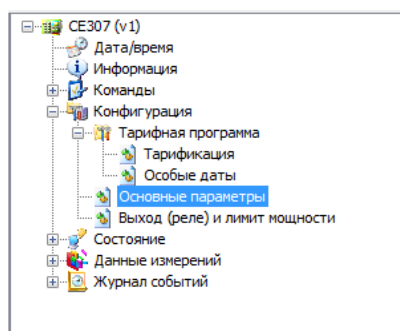 CE307 (v1)
Дата/время
Информация
Команды
Конфигурация
Тарифная программа
Тарификация
Особые даты
Основные параметры
Выход (реле) и лимит мощности
Состояние
Данные измерений
Журнал событий